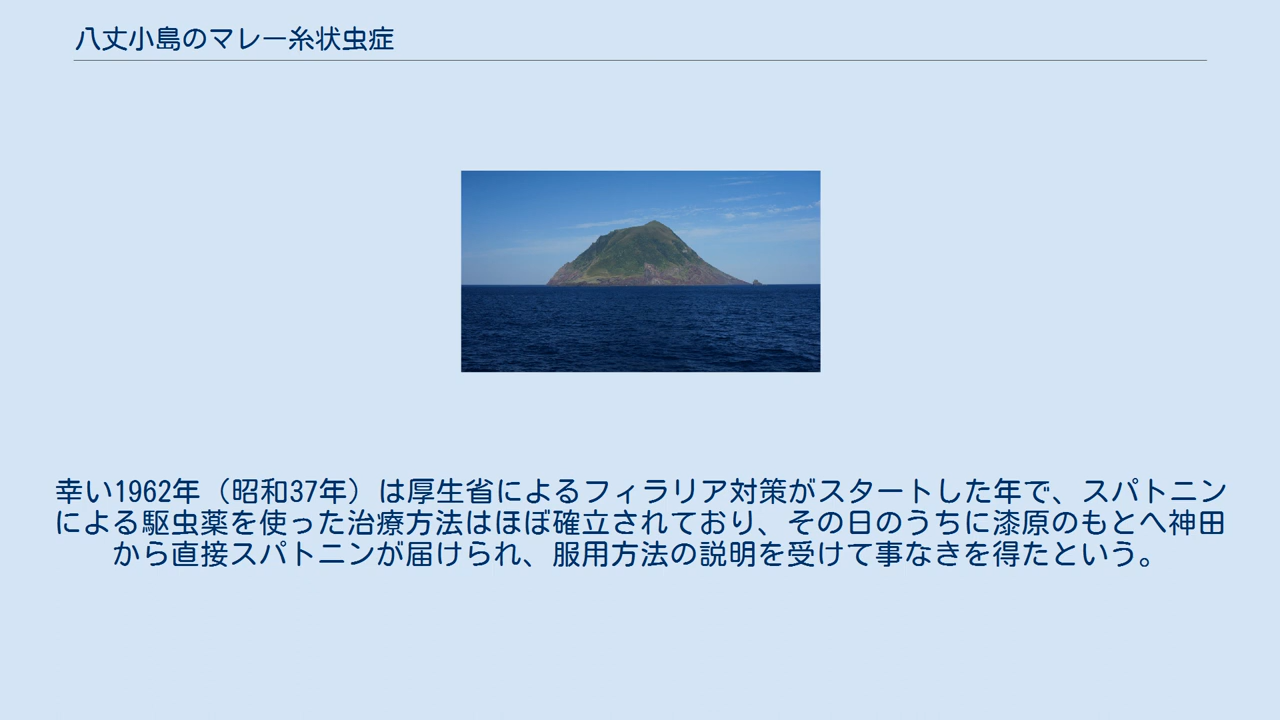 八丈小島のマレー糸状虫症
幸い1962年（昭和37年）は厚生省によるフィラリア対策がスタートした年で、スパトニン
による駆虫薬を使った治療方法はほぼ確立されており、その日のうちに漆原のもとへ神田
から直接スパトニンが届けられ、服用方法の説明を受けて事なきを得たという。